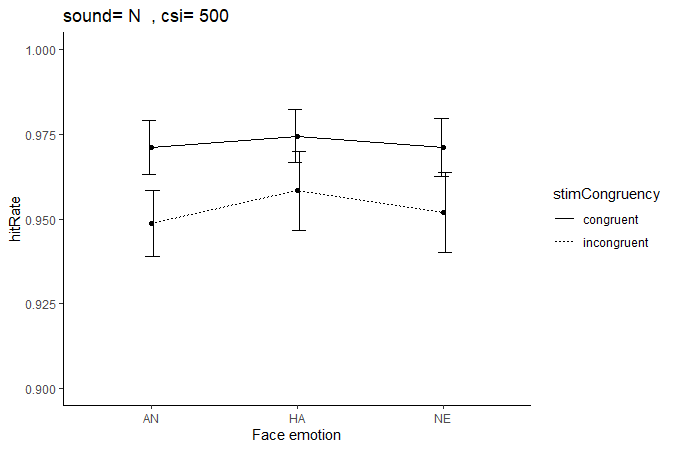 sound= N  , csi= 500
1.000
0.975
0.950
0.925
0.900
hitRate
AN HA NE
Face emotion
stimCongruency
congruent
incongruent